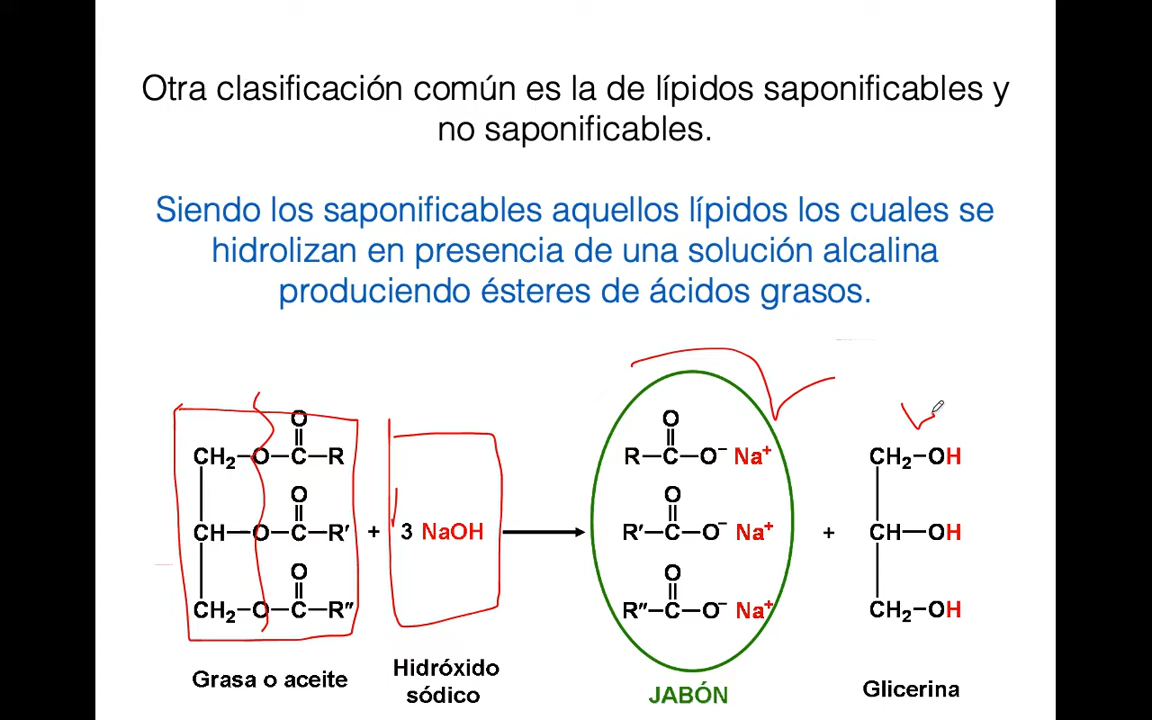 Otra clasificación común es la de lípidos saponificables y
no saponificables.
Siendo los saponificables aquellos lípidos los cuales se
hidrolizan en presencia de una solución alcalina
produciendo ésteres de ácidos grasos.
O O
CH₂–O–C–R R–C–O⁻ Na⁺ CH₂–OH
O O
CH–O–C–R′ + 3 NaOH R′–C–O⁻ Na⁺ + CH–OH
O O
CH₂–O–C–R″ R″–C–O⁻ Na⁺ CH₂–OH
Grasa o aceite Hidróxido sódico JABÓN Glicerina